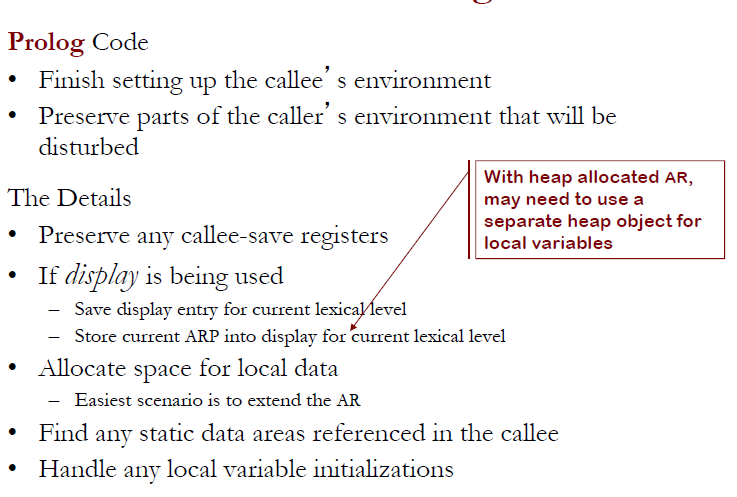 Prolog Code
• Finish setting up the callee’s environment
• Preserve parts of the caller’s environment that will be
disturbed
With heap allocated AR,
may need to use a
separate heap object for
local variables
The Details
• Preserve any callee-save registers
• If display is being used
– Save display entry for current lexical level
– Store current ARP into display for current lexical level
• Allocate space for local data
– Easiest scenario is to extend the AR
• Find any static data areas referenced in the callee
• Handle any local variable initializations